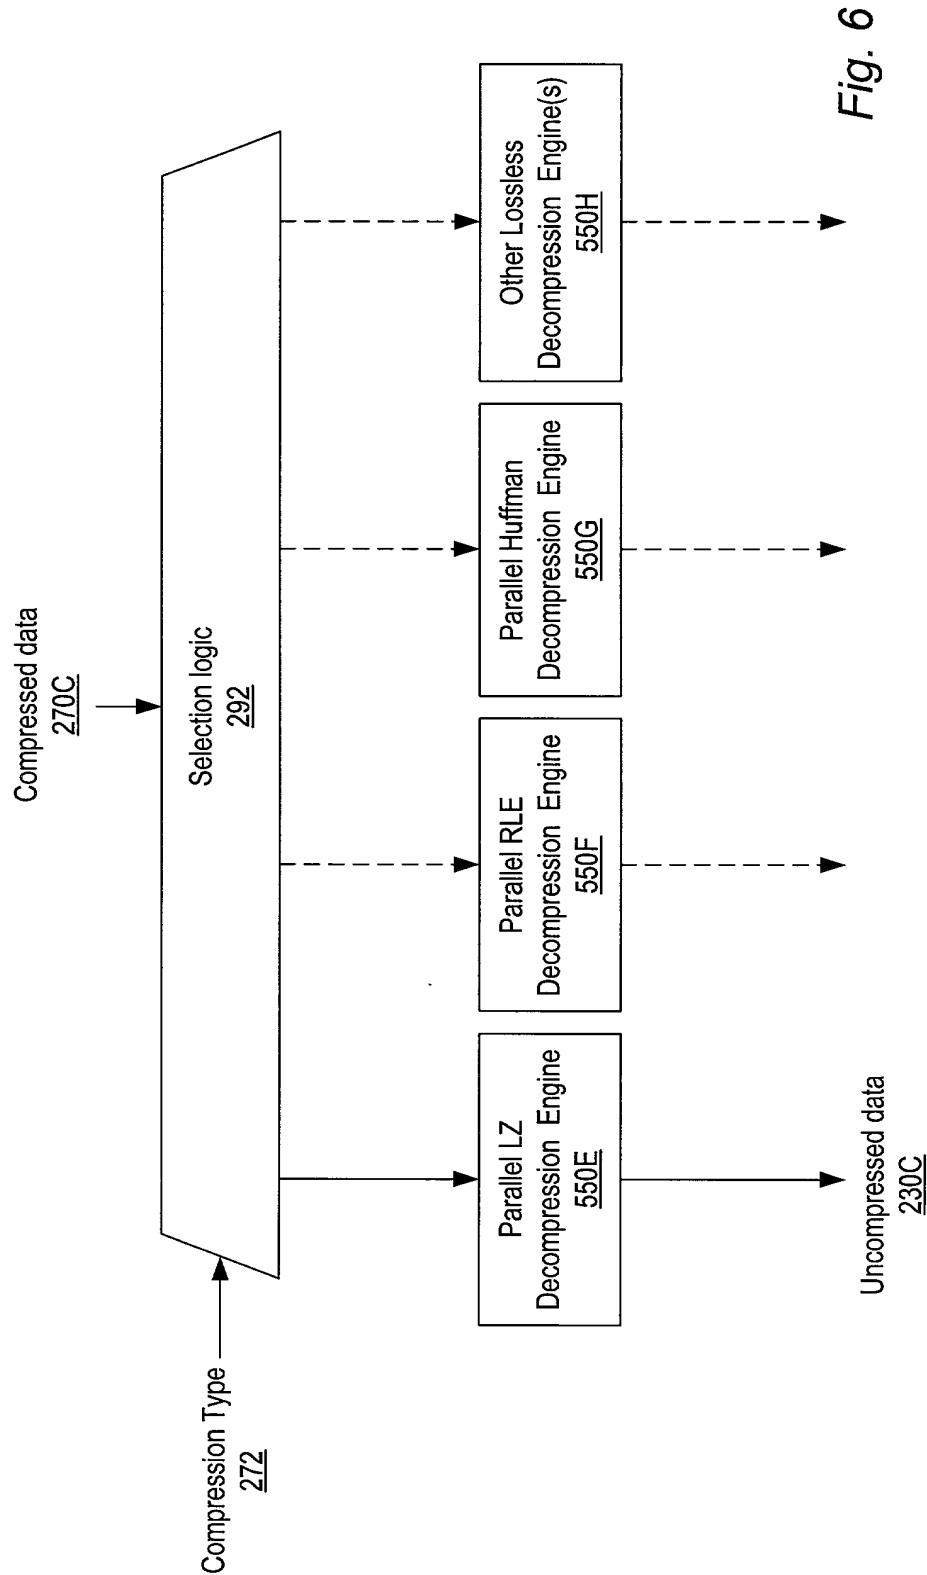 Compressed data
270C
Compression Type
272
Selection logic
292
Parallel LZ
Decompression Engine
550E
Parallel RLE
Decompression Engine
550F
Parallel Huffman
Decompression Engine
550G
Other Lossless
Decompression Engine(s)
550H
Uncompressed data
230C
Fig. 6